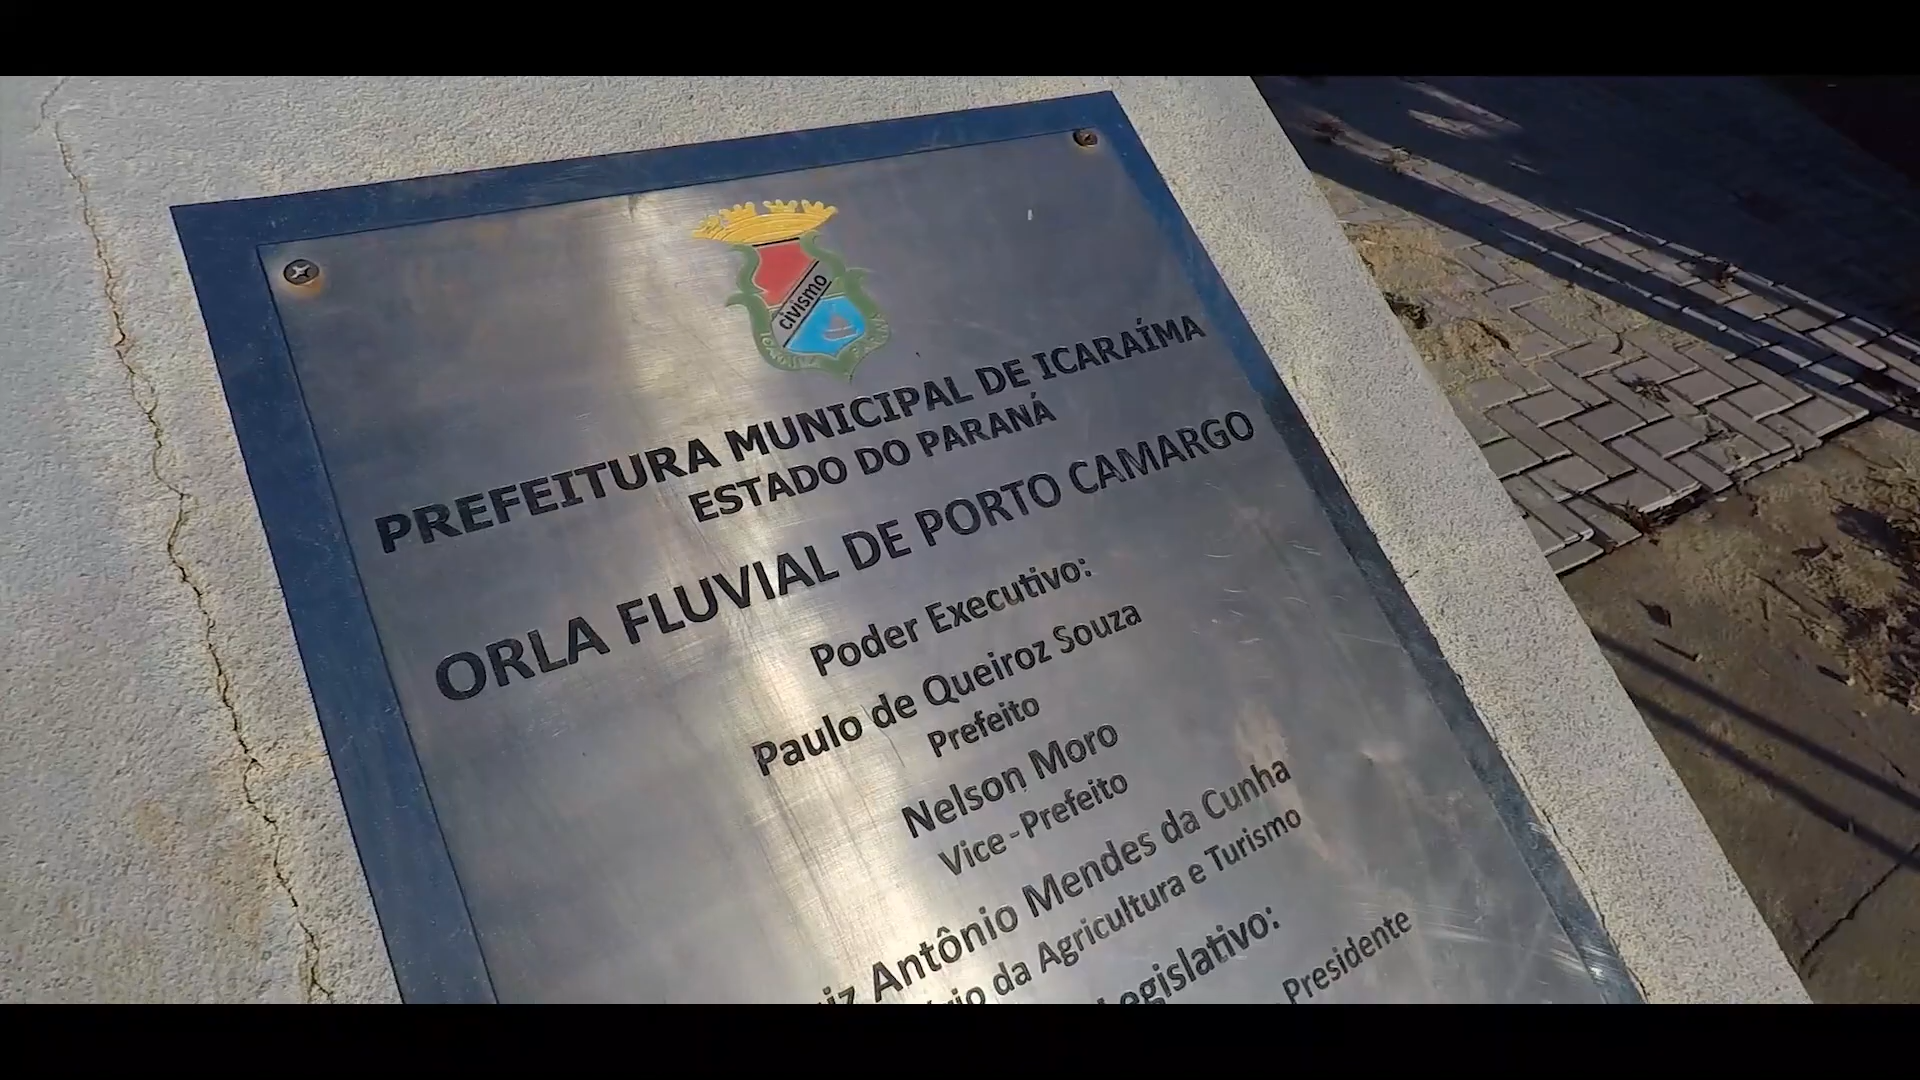 civismo
PREFEITURA MUNICIPAL DE ICARAÍMA
ESTADO DO PARANÁ
ORLA FLUVIAL DE PORTO CAMARGO
Poder Executivo:
Paulo de Queiroz Souza
Prefeito
Nelson Moro
Vice-Prefeito
Antônio Mendes da Cunha
da Agricultura e Turismo
Legislativo:
Presidente